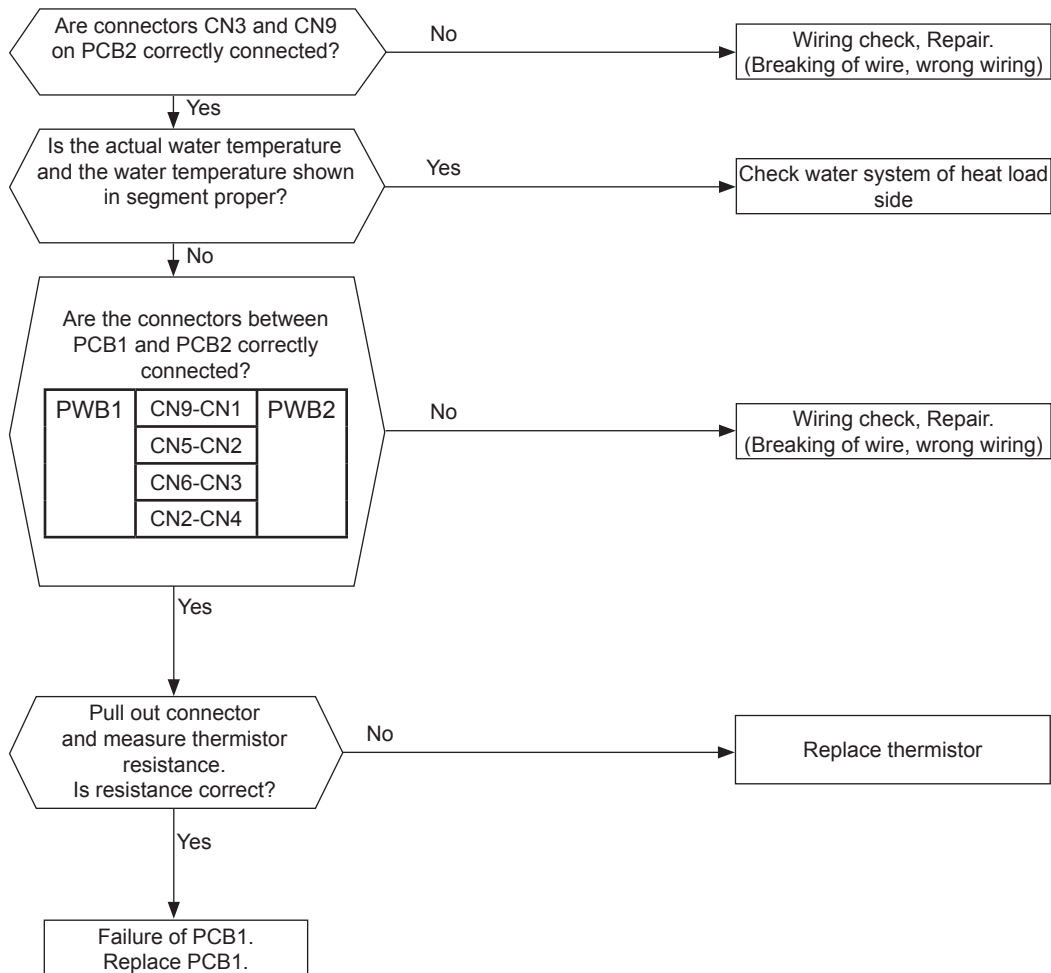 Are connectors CN3 and CN9
on PCB2 correctly connected?
No
Wiring check, Repair.
(Breaking of wire, wrong wiring)
Yes
Is the actual water temperature
and the water temperature shown
in segment proper?
Yes
Check water system of heat load
side
No
Are the connectors between
PCB1 and PCB2 correctly
connected?
PWB1
CN9-CN1
PWB2
CN5-CN2
CN6-CN3
CN2-CN4
No
Wiring check, Repair.
(Breaking of wire, wrong wiring)
Yes
Pull out connector
and measure thermistor
resistance.
Is resistance correct?
No
Replace thermistor
Yes
Failure of PCB1.
Replace PCB1.